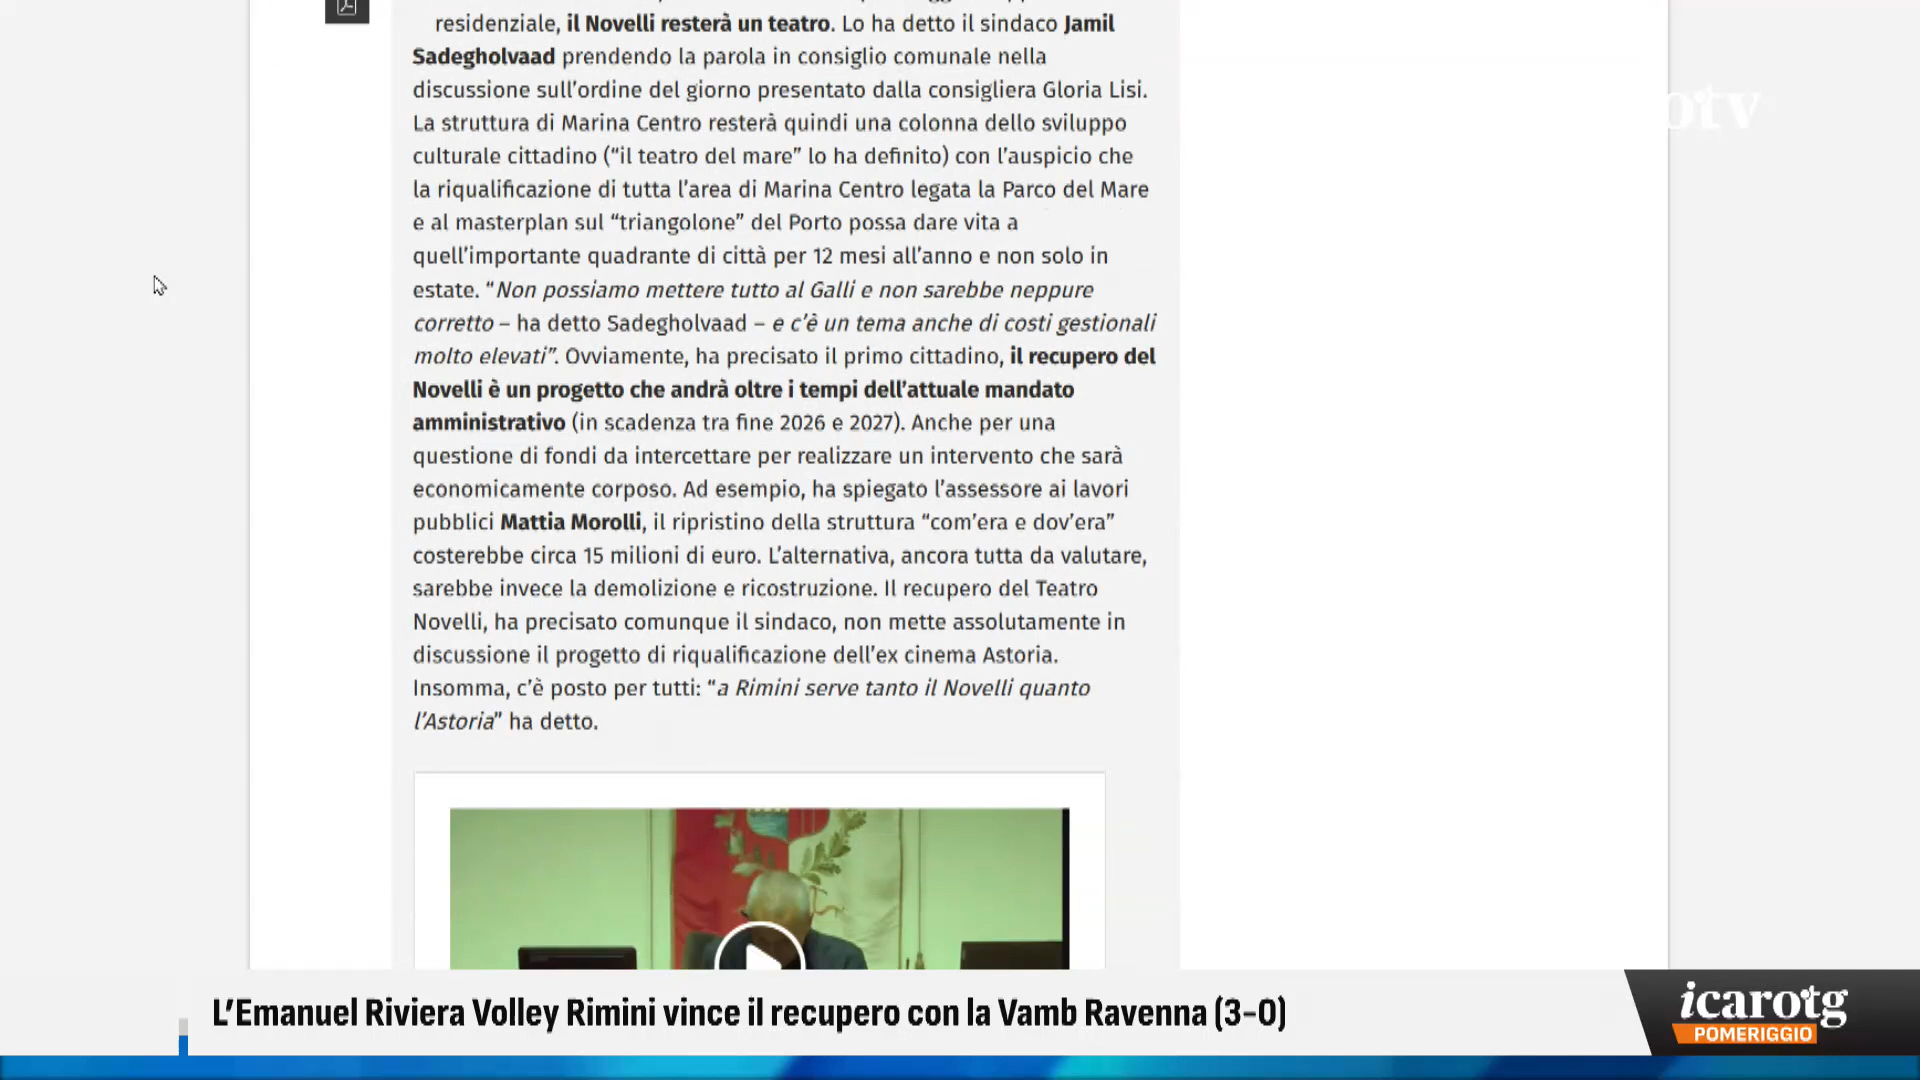 residenziale, il Novelli resterà un teatro. Lo ha detto il sindaco Jamil
Sadegholvaad prendendo la parola in consiglio comunale nella
discussione sull’ordine del giorno presentato dalla consigliera Gloria Lisi.
La struttura di Marina Centro resterà quindi una colonna dello sviluppo
culturale cittadino (“il teatro del mare” lo ha definito) con l’auspicio che
la riqualificazione di tutta l’area di Marina Centro legata la Parco del Mare
e al masterplan sul “triangolone” del Porto possa dare vita a
quell’importante quadrante di città per 12 mesi all’anno e non solo in
estate. “Non possiamo mettere tutto al Galli e non sarebbe neppure
corretto – ha detto Sadegholvaad – e c’è un tema anche di costi gestionali
molto elevati”. Ovviamente, ha precisato il primo cittadino, il recupero del
Novelli è un progetto che andrà oltre i tempi dell’attuale mandato
amministrativo (in scadenza tra fine 2026 e 2027). Anche per una
questione di fondi da intercettare per realizzare un intervento che sarà
economicamente corposo. Ad esempio, ha spiegato l’assessore ai lavori
pubblici Mattia Morolli, il ripristino della struttura “com’era e dov’era”
costerebbe circa 15 milioni di euro. L’alternativa, ancora tutta da valutare,
sarebbe invece la demolizione e ricostruzione. Il recupero del Teatro
Novelli, ha precisato comunque il sindaco, non mette assolutamente in
discussione il progetto di riqualificazione dell’ex cinema Astoria.
Insomma, c’è posto per tutti: “a Rimini serve tanto il Novelli quanto
l’Astoria” ha detto.
otv
L’Emanuel Riviera Volley Rimini vince il recupero con la Vamb Ravenna (3-0)
icarotg
POMERIGGIO